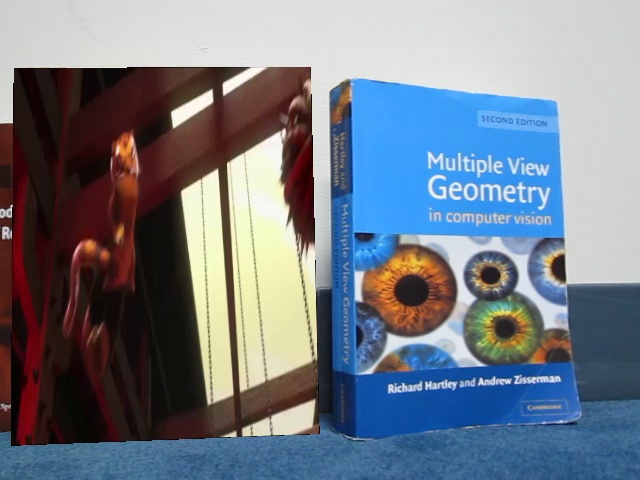 SECOND EDITION
Multiple View
Geometry
in computer vision
Richard Hartley and Andrew Zisserman
CAMBRIDGE
Hartley and
Zisserman
Multiple View Geometry